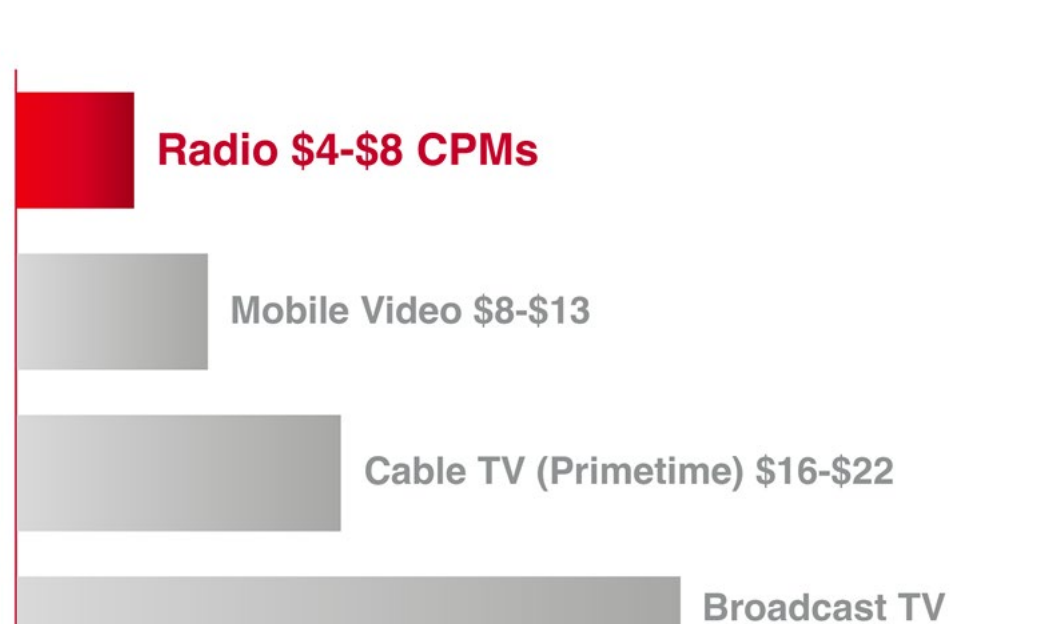 Radio $4-$8 CPMs
Mobile Video $8-$13
Cable TV (Primetime) $16-$22
Broadcast TV